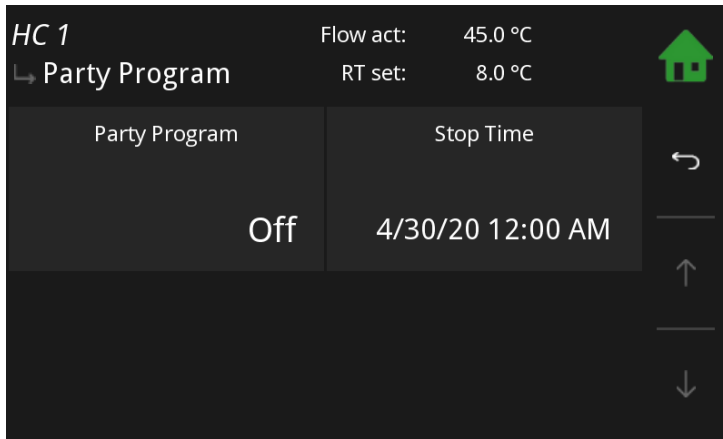 HC 1
Flow act: 45.0 °C
Party Program
RT set: 8.0 °C
Party Program
Stop Time
Off
4/30/20 12:00 AM